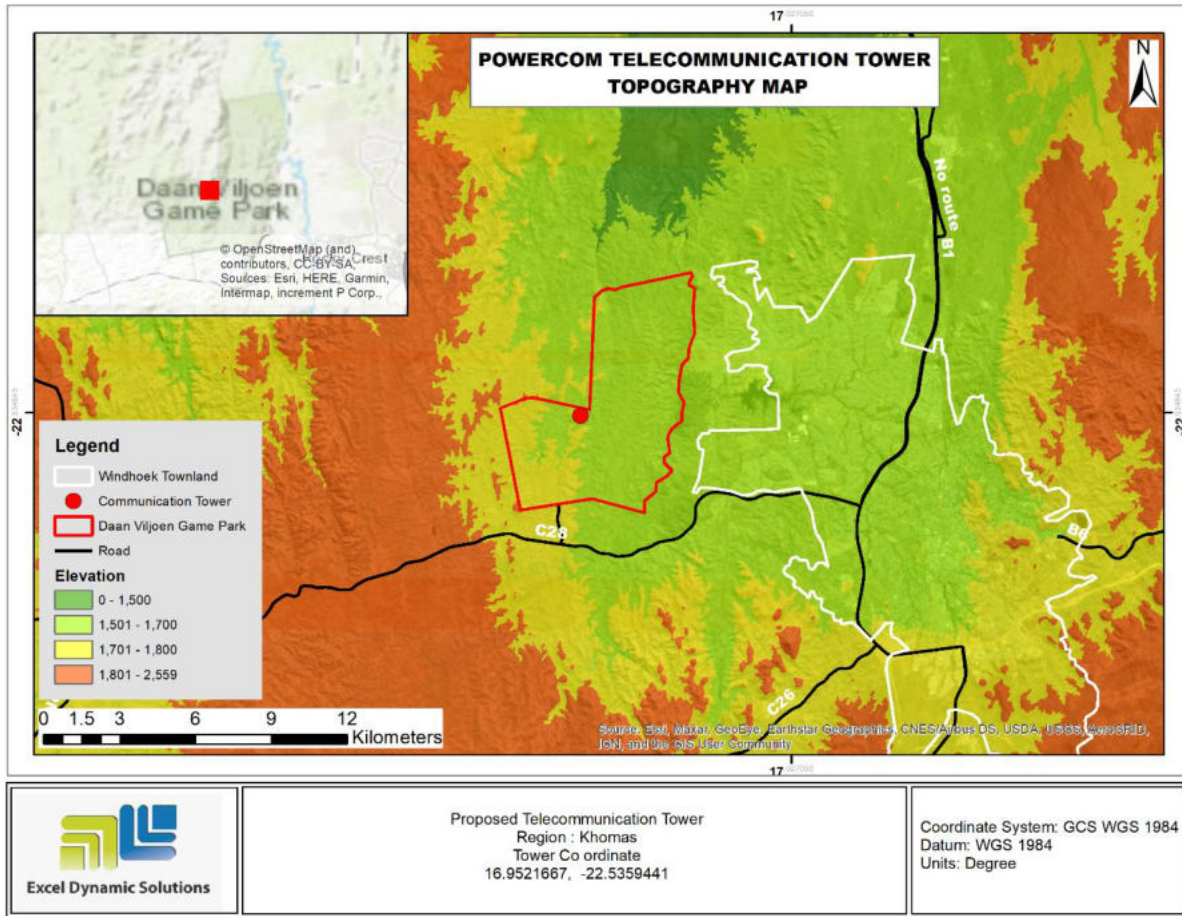 17
POWERCOM TELECOMMUNICATION TOWER
TOPOGRAPHY MAP
N
Daan Viljoen
Game Park
© OpenStreetMap (and)
contributors, CC-BY-SA,
Sources: Esri, HERE, Garmin,
Intermap, increment P Corp.,
Crest
No route B1
-22
-22
C28
B6
C26
Legend
Windhoek Townland
Communication Tower
Daan Viljoen Game Park
Road
Elevation
0 - 1,500
1,501 - 1,700
1,701 - 1,800
1,801 - 2,559
0 1.5 3 6 9 12
Kilometers
Source: Esri, Maxar, GeoEye, Earthstar Geographics, CNES/Airbus DS, USDA, USGS, AeroGRID,
IGN, and the GIS User Community
17
Excel Dynamic Solutions
Proposed Telecommunication Tower
Region : Khomas
Tower Co ordinate
16.9521667, -22.5359441
Coordinate System: GCS WGS 1984
Datum: WGS 1984
Units: Degree